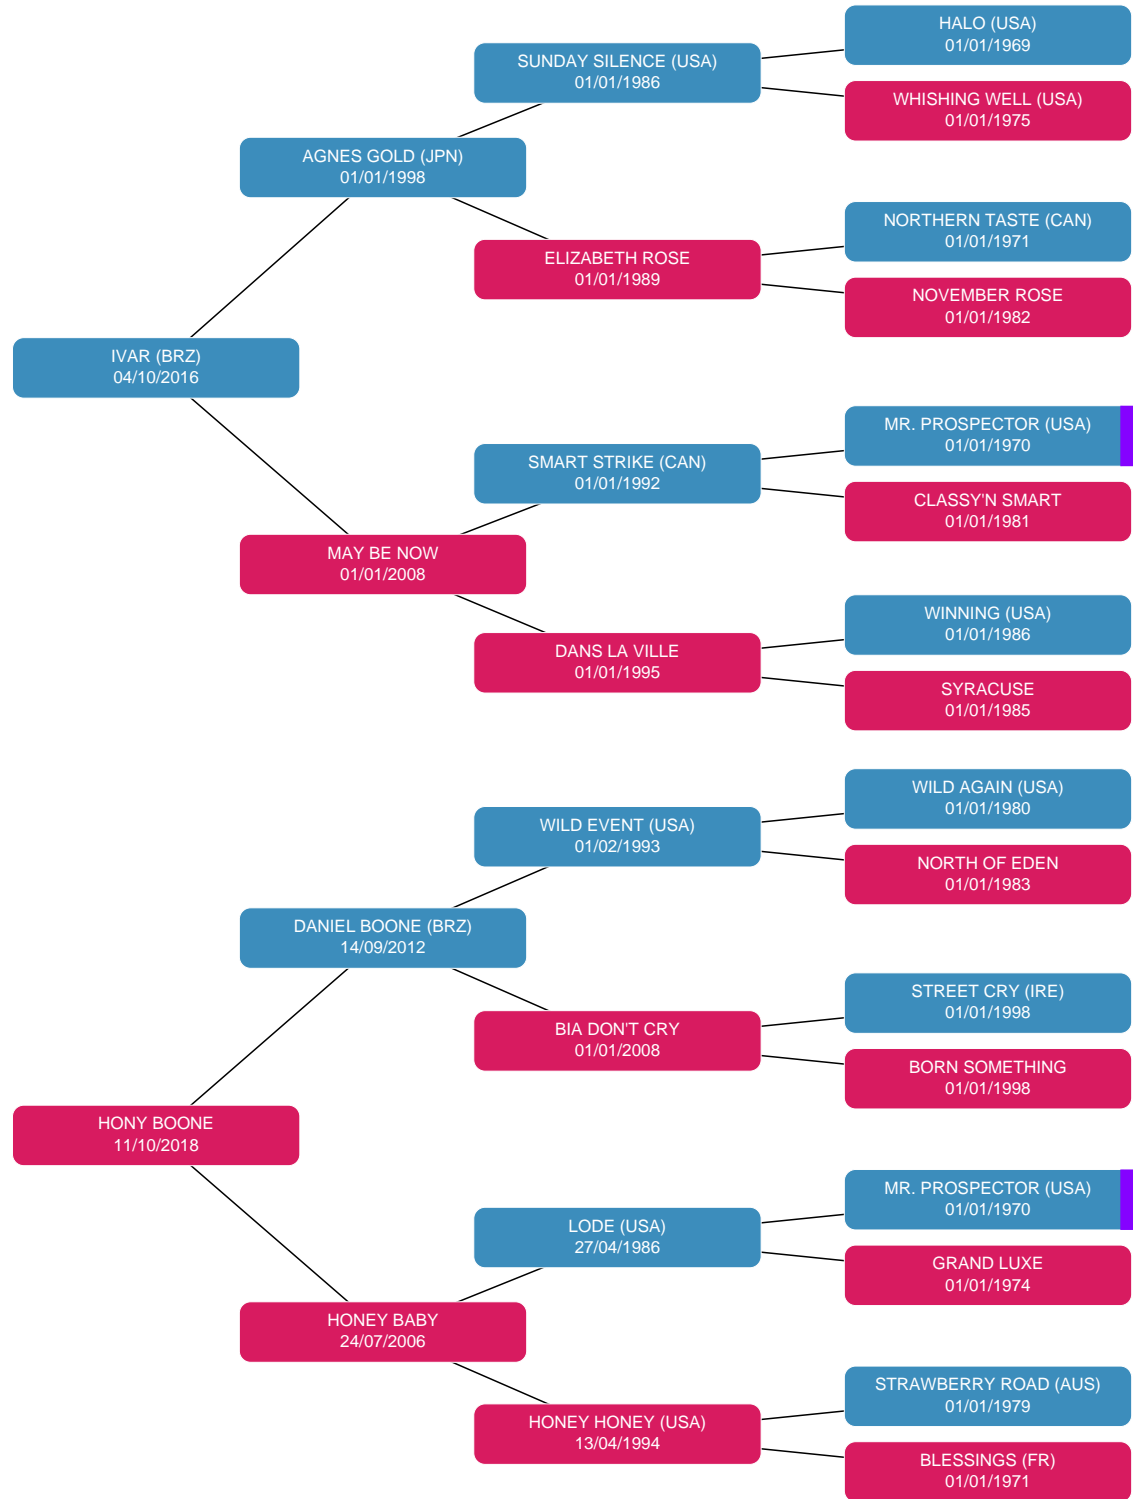 HALO (USA)
01/01/1969
SUNDAY SILENCE (USA)
01/01/1986
WHISHING WELL (USA)
01/01/1975
AGNES GOLD (JPN)
01/01/1998
NORTHERN TASTE (CAN)
01/01/1971
ELIZABETH ROSE
01/01/1989
NOVEMBER ROSE
01/01/1982
IVAR (BRZ)
04/10/2016
MR. PROSPECTOR (USA)
01/01/1970
SMART STRIKE (CAN)
01/01/1992
CLASSY'N SMART
01/01/1981
MAY BE NOW
01/01/2008
WINNING (USA)
01/01/1986
DANS LA VILLE
01/01/1995
SYRACUSE
01/01/1985
WILD AGAIN (USA)
01/01/1980
WILD EVENT (USA)
01/02/1993
NORTH OF EDEN
01/01/1983
DANIEL BOONE (BRZ)
14/09/2012
STREET CRY (IRE)
01/01/1998
BIA DON'T CRY
01/01/2008
BORN SOMETHING
01/01/1998
HONY BOONE
11/10/2018
MR. PROSPECTOR (USA)
01/01/1970
LODE (USA)
27/04/1986
GRAND LUXE
01/01/1974
HONEY BABY
24/07/2006
STRAWBERRY ROAD (AUS)
01/01/1979
HONEY HONEY (USA)
13/04/1994
BLESSINGS (FR)
01/01/1971